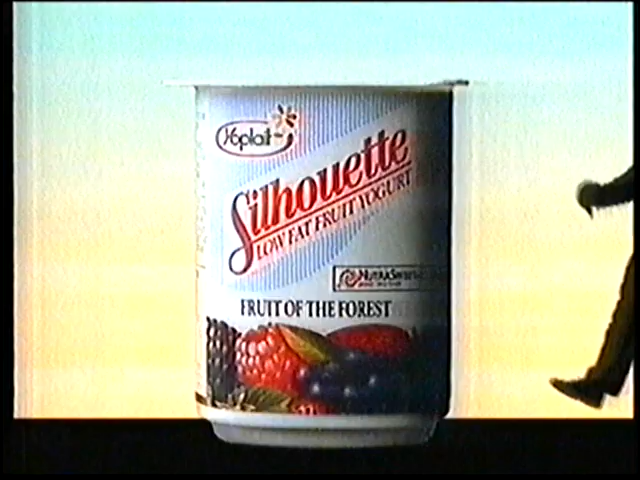 Yoplait
Silhouette
LOW FAT FRUIT YOGURT
NUTRASWEET
FRUIT OF THE FOREST